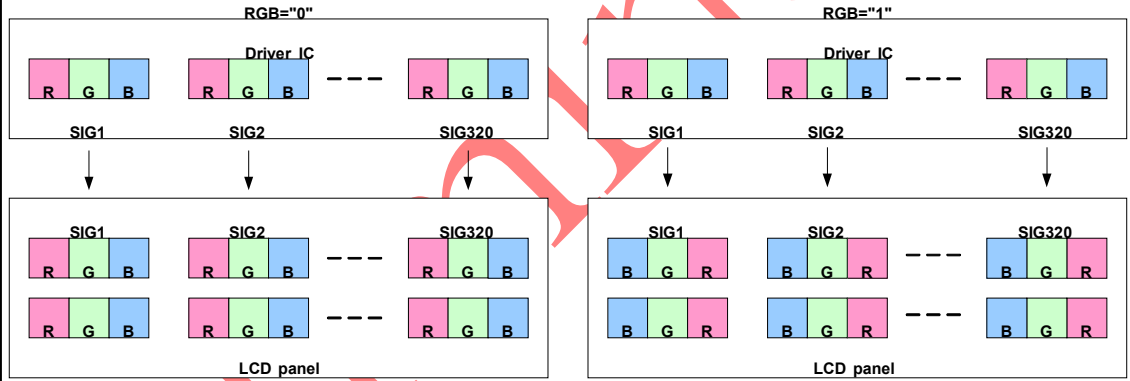 RGB="0" RGB="1"
Driver IC Driver IC
R G B R G B R G B R G B R G B R G B
SIG1 SIG2 SIG320 SIG1 SIG2 SIG320
SIG1 SIG2 SIG320 SIG1 SIG2 SIG320
R G B R G B R G B B G R B G R B G R
R G B R G B R G B B G R B G R B G R
LCD panel LCD panel